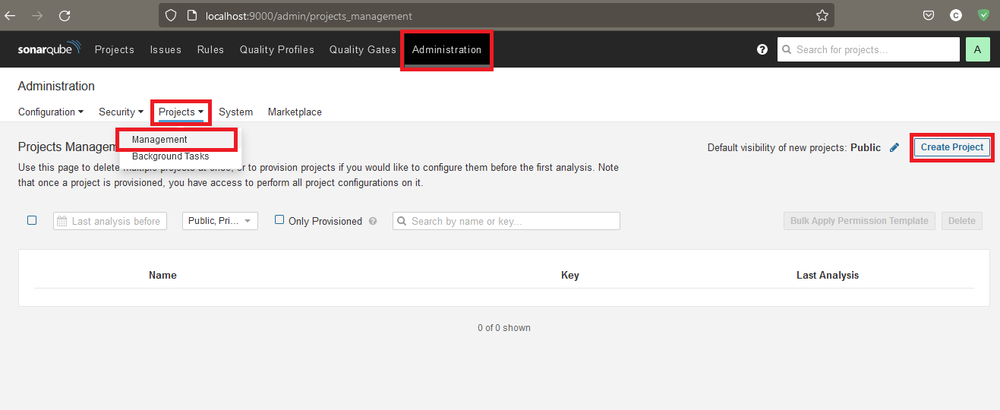 localhost:9000/admin/projects_management
C
sonarqube Projects Issues Rules Quality Profiles Quality Gates Administration ? Search for projects... A
Administration
Configuration Security Projects System Marketplace
Management
Background Tasks
Projects Managem
Default visibility of new projects: Public Create Project
Use this page to delete multiple projects at once, or to provision projects if you would like to configure them before the first analysis. Note
that once a project is provisioned, you have access to perform all project configurations on it.
Last analysis before Public, Pri... Only Provisioned ? Search by name or key... Bulk Apply Permission Template Delete
Name Key Last Analysis
0 of 0 shown